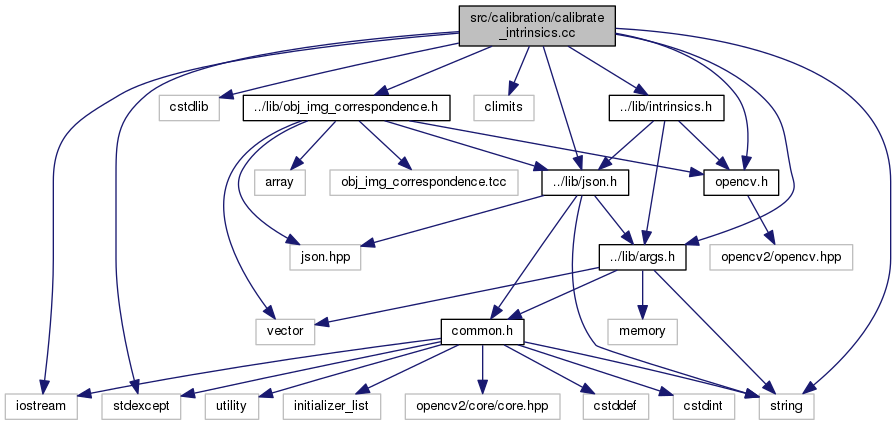 src/calibration/calibrate
_intrinsics.cc
cstdlib
../lib/obj_img_correspondence.h
climits
../lib/intrinsics.h
array
obj_img_correspondence.tcc
../lib/json.h
opencv.h
json.hpp
../lib/args.h
opencv2/opencv.hpp
vector
common.h
memory
iostream
stdexcept
utility
initializer_list
opencv2/core/core.hpp
cstddef
cstdint
string